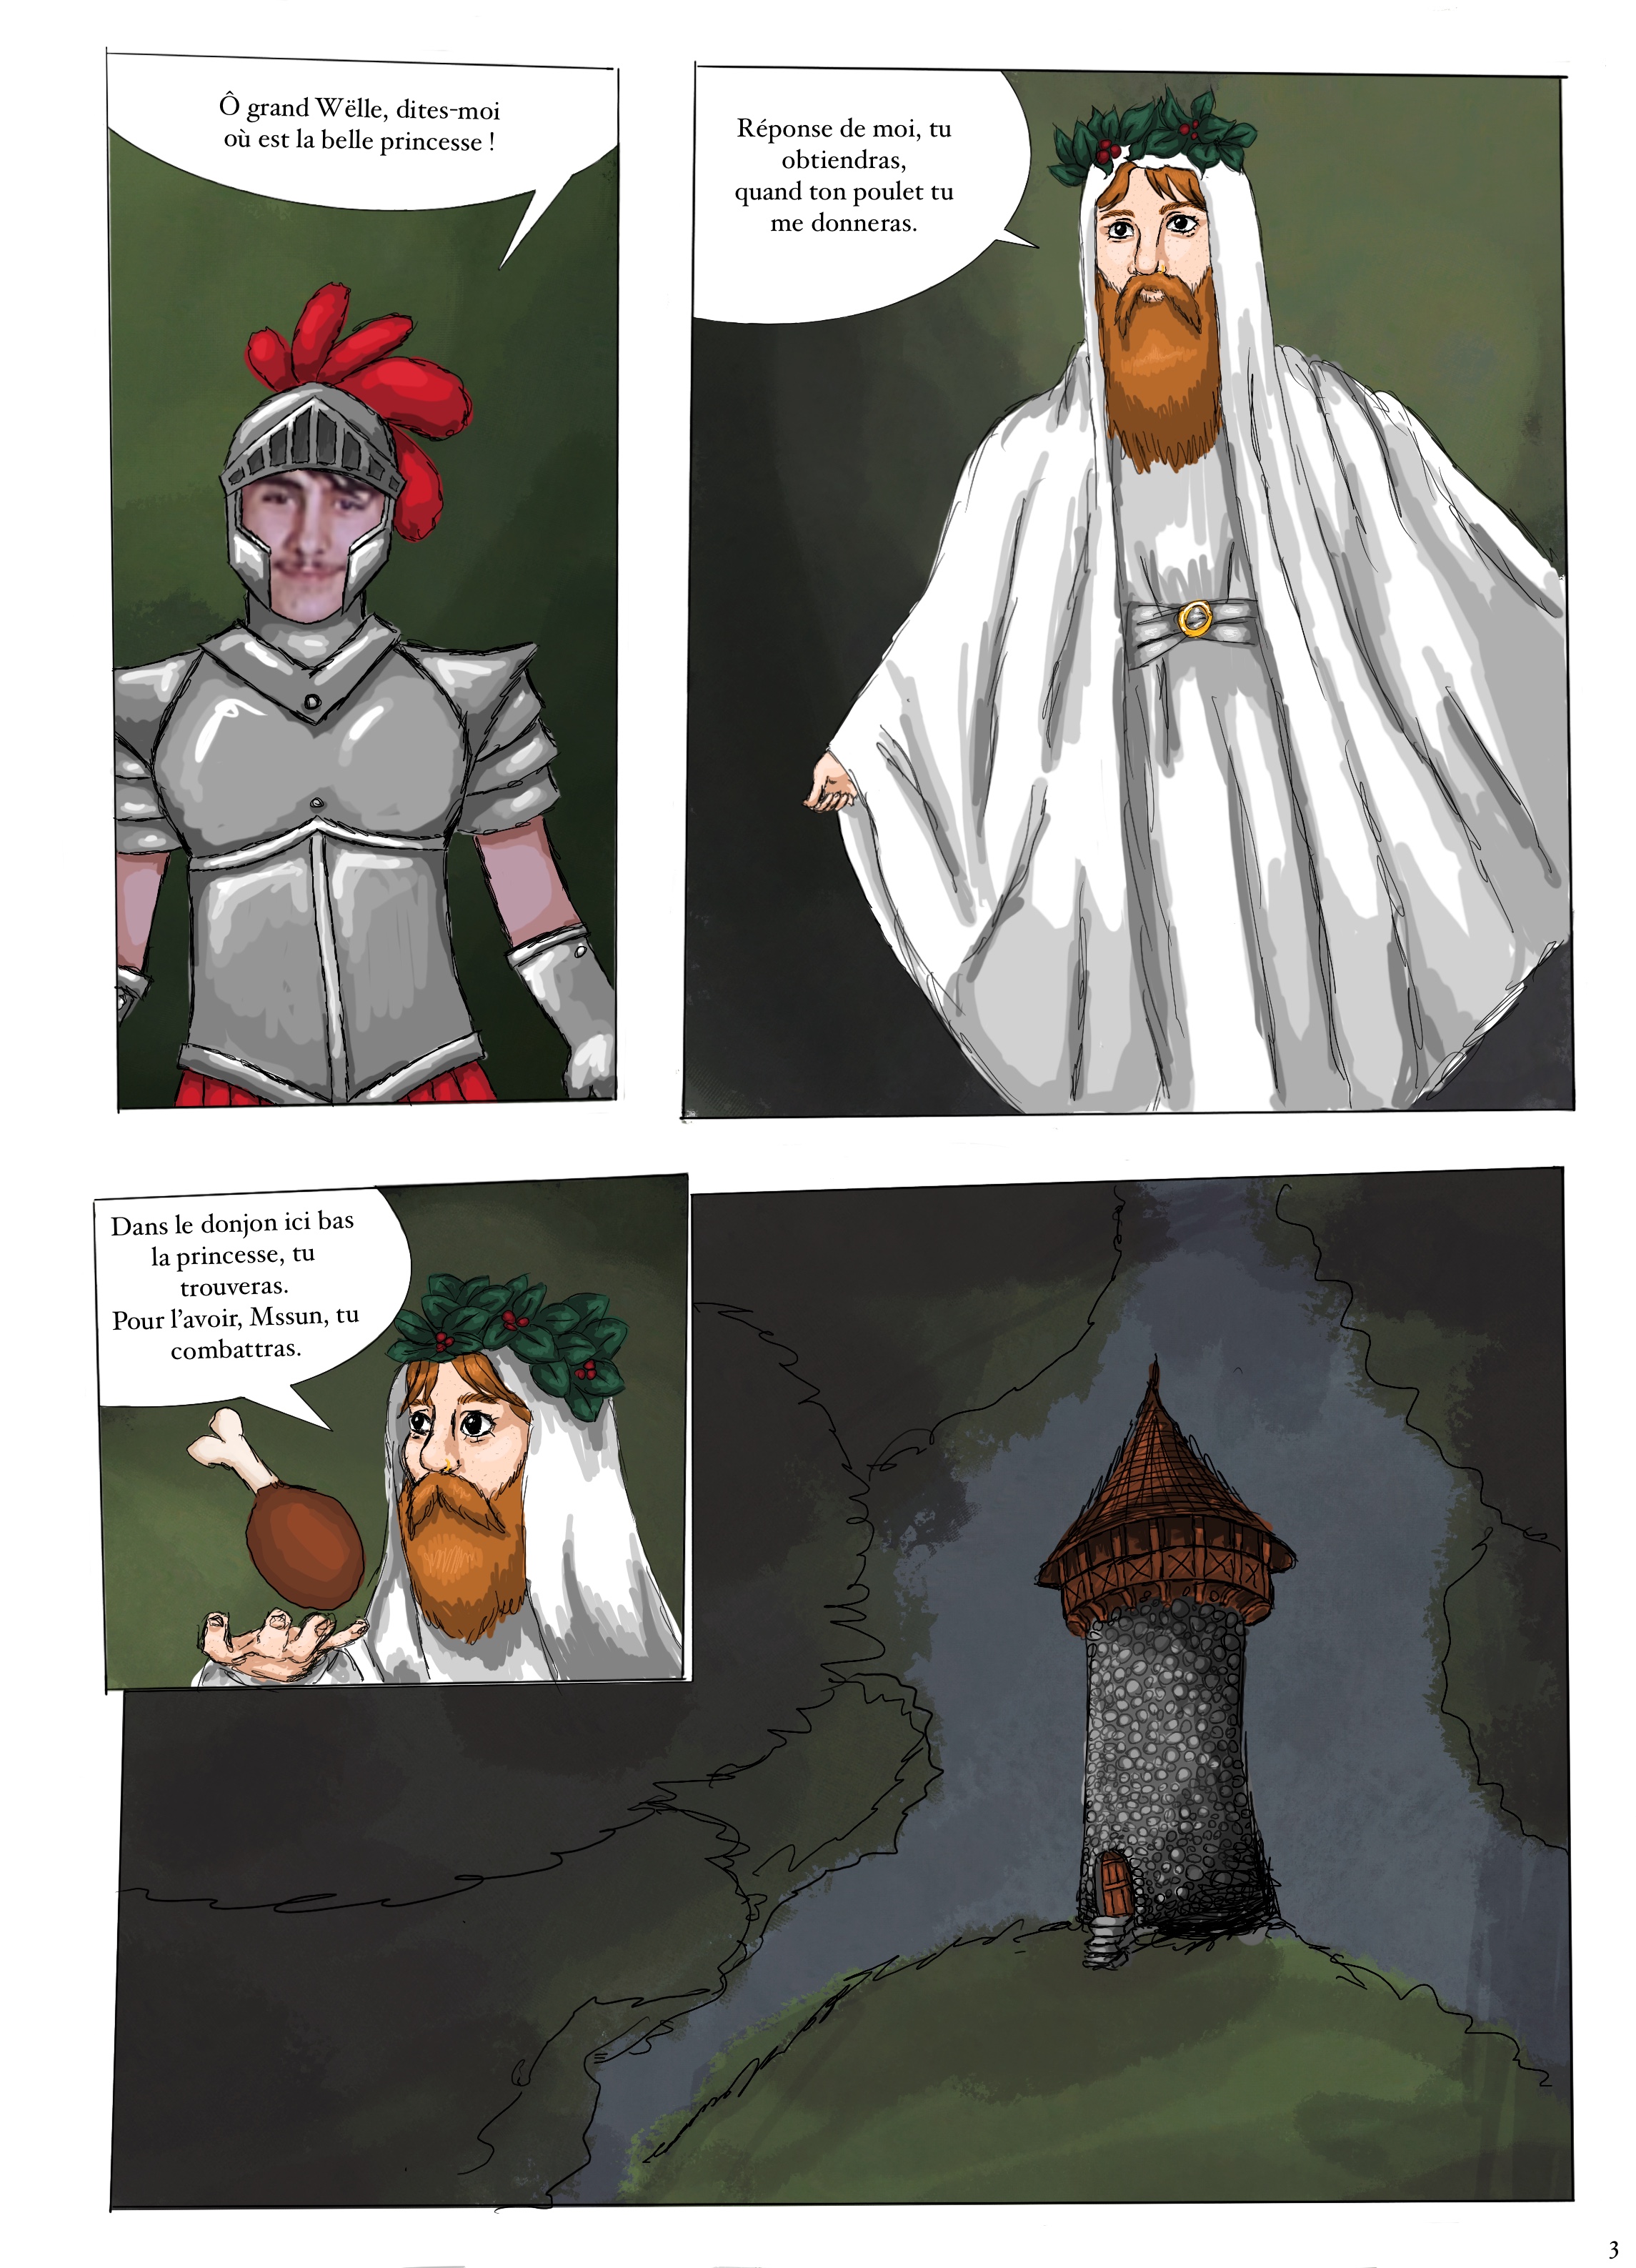 Ô grand Wëlle, dites-moi
où est la belle princesse !
Réponse de moi, tu
obtiendras,
quand ton poulet tu
me donneras.
Dans le donjon ici bas
la princesse, tu
trouveras.
Pour l’avoir, Mssun, tu
combattras.
3